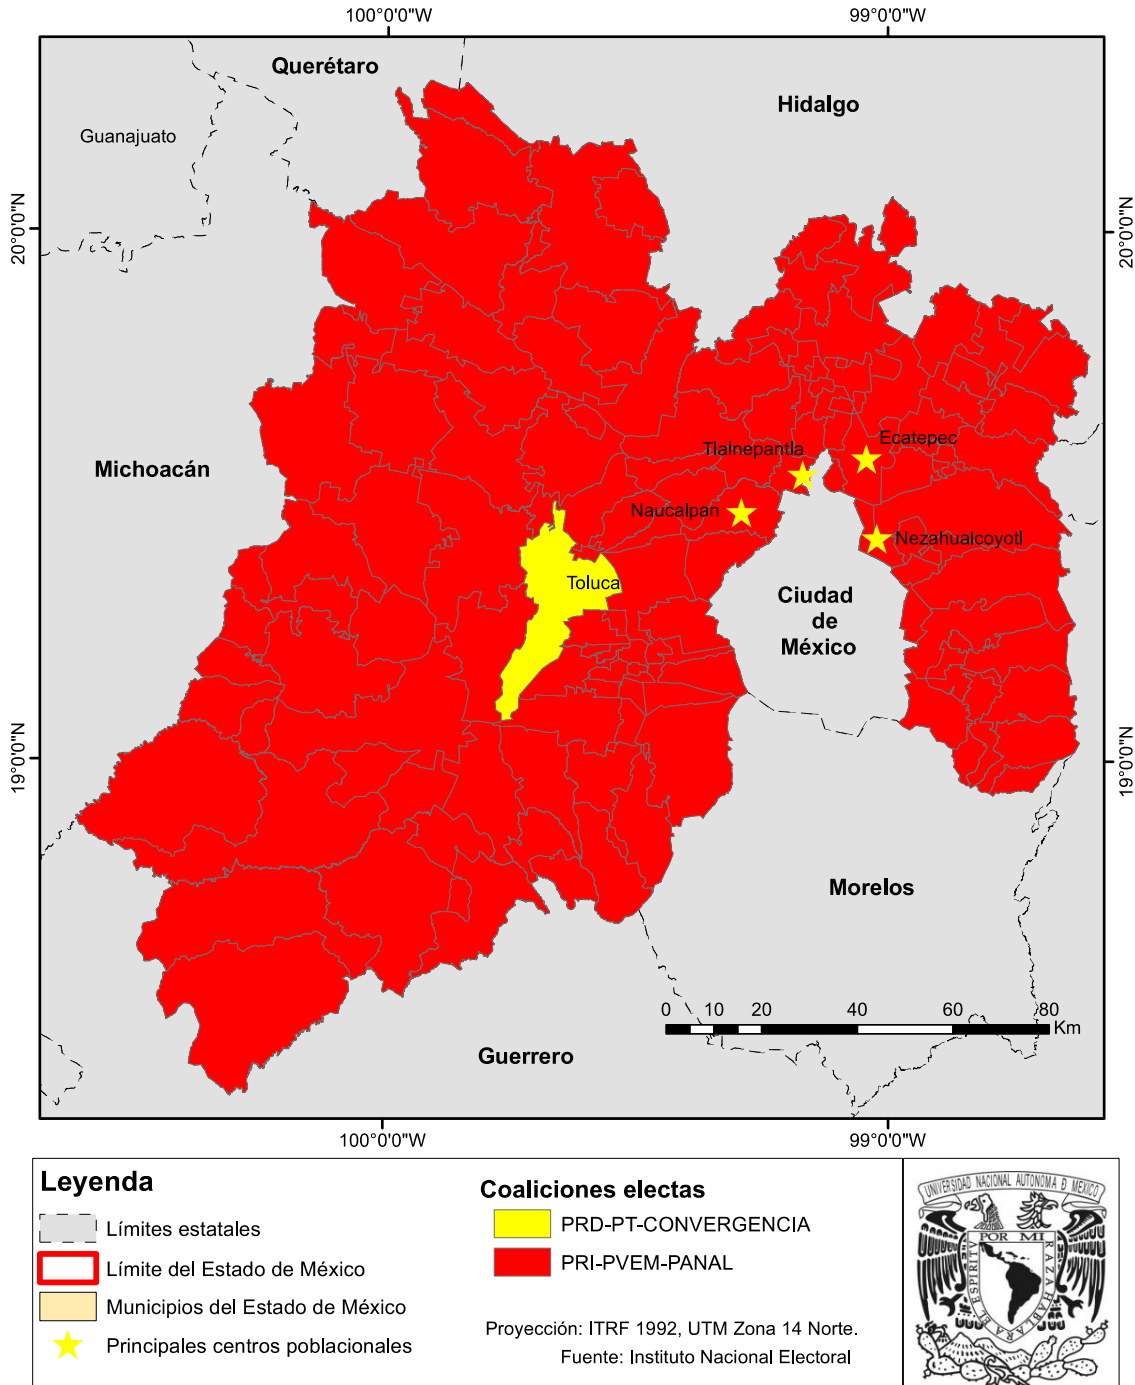 100°0'0"W
99°0'0"W
Querétaro
Hidalgo
Guanajuato
20°0'0"N
20°0'0"N
Michoacán
Ecatepec
Tlalnepantla
Naucalpan
Nezahualcoyotl
Toluca
Ciudad
de
México
19°0'0"N
19°0'0"N
Morelos
0 10 20 40 60 80
Km
Guerrero
100°0'0"W
99°0'0"W
Leyenda
Límites estatales
Límite del Estado de México
Municipios del Estado de México
Principales centros poblacionales
Coaliciones electas
PRD-PT-CONVERGENCIA
PRI-PVEM-PANAL
Proyección: ITRF 1992, UTM Zona 14 Norte.
Fuente: Instituto Nacional Electoral
UNIVERSIDAD NACIONAL AUTONOMA D MEXICO
POR MI
RAZA HABLARA
EL ESPIRITV